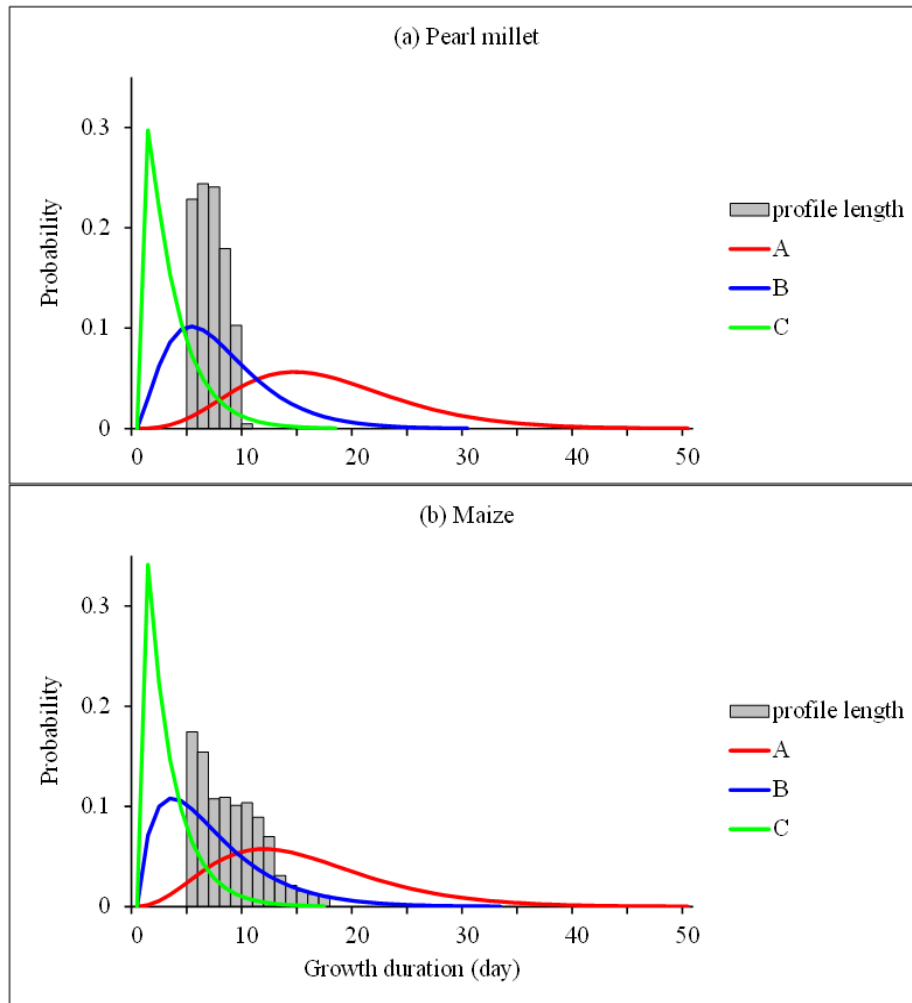 (a) Pearl millet
0.3
0.2
0.1
0
Probability
0 10 20 30 40 50
profile length
A
B
C
(b) Maize
0.3
0.2
0.1
0
Probability
0 10 20 30 40 50
Growth duration (day)
profile length
A
B
C